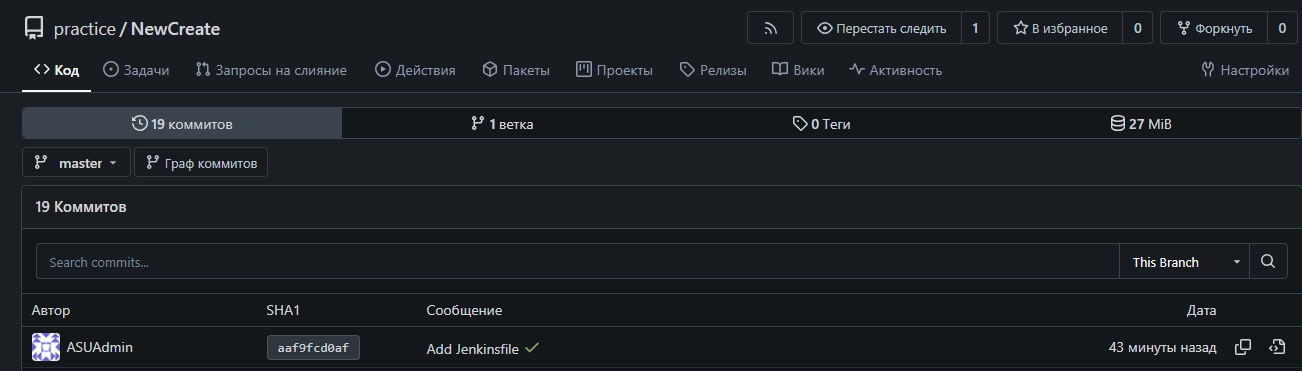 practice / NewCreate Перестать следить 1 В избранное 0 Форкнуть 0
Код Задачи Запросы на слияние Действия Пакеты Проекты Релизы Вики Активность Настройки
19 коммитов 1 ветка 0 Теги 27 MiB
master Граф коммитов
19 Коммитов
Search commits... This Branch
Автор SHA1 Сообщение Дата
ASUAdmin aaf9fcd0af Add Jenkinsfile 43 минуты назад